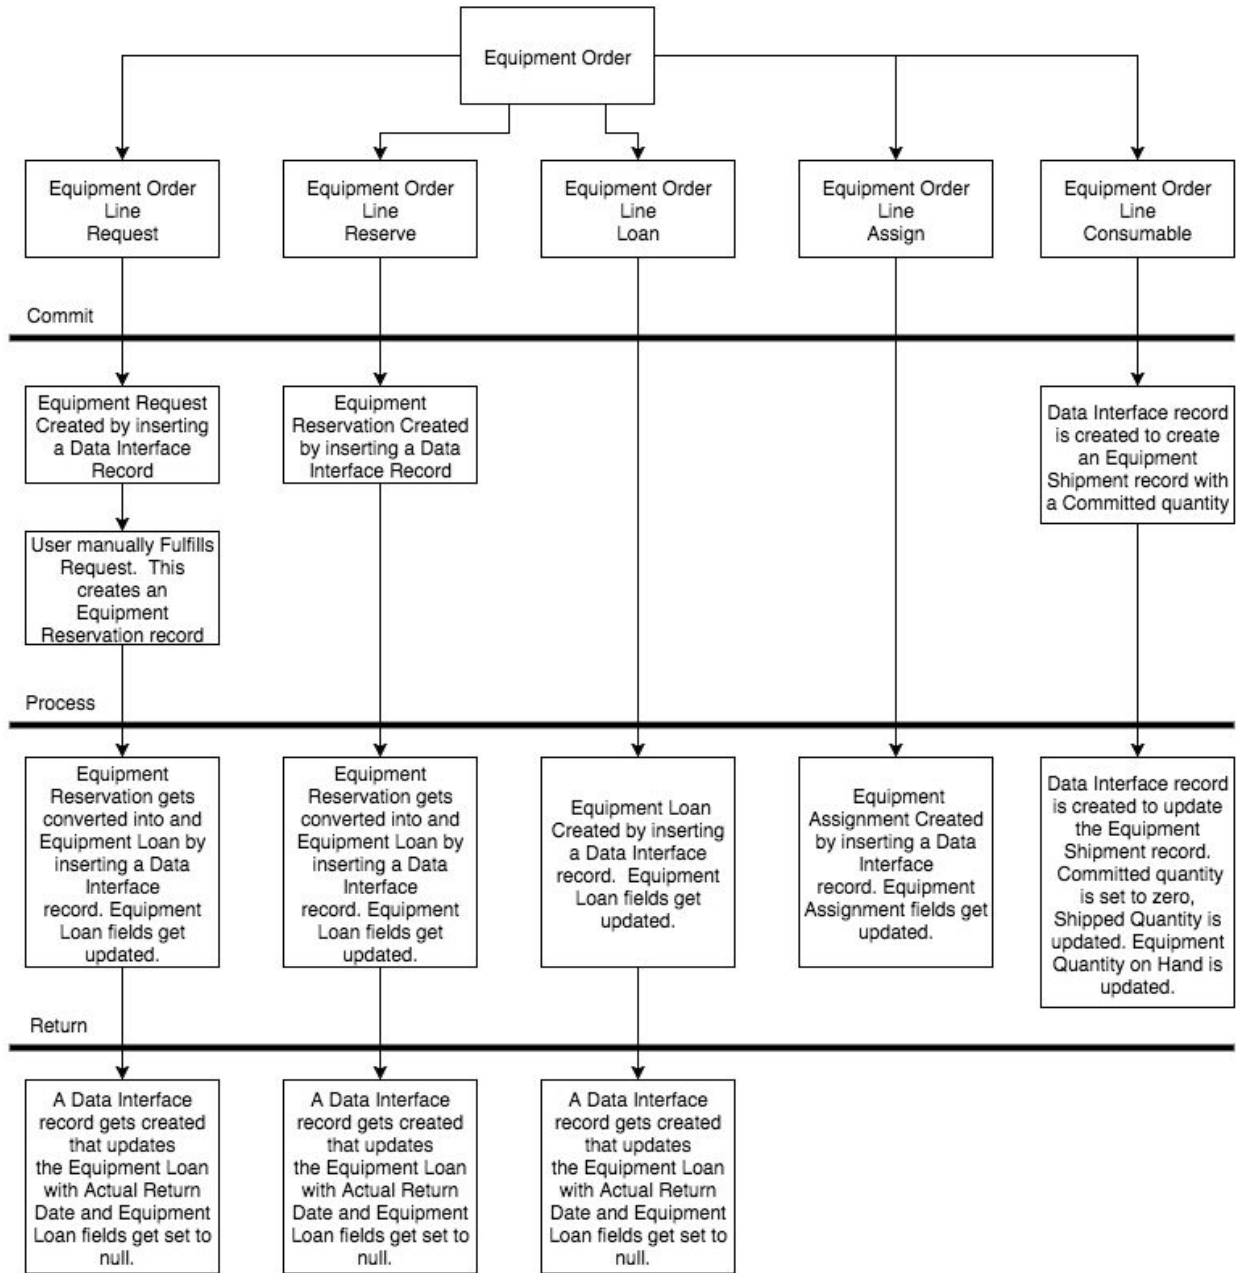 Equipment Order
Equipment Order
Line
Request
Equipment Order
Line
Reserve
Equipment Order
Line
Loan
Equipment Order
Line
Assign
Equipment Order
Line
Consumable
Commit
Equipment Request
Created by inserting
a Data Interface
Record
Equipment
Reservation Created
by inserting a Data
Interface Record
Data Interface record
is created to create
an Equipment
Shipment record with
a Committed quantity
User manually Fulfills
Request. This
creates an
Equipment
Reservation record
Process
Equipment
Reservation gets
converted into and
Equipment Loan by
inserting a Data
Interface
record. Equipment
Loan fields get
updated.
Equipment
Reservation gets
converted into and
Equipment Loan by
inserting a Data
Interface
record. Equipment
Loan fields get
updated.
Equipment Loan
Created by inserting
a Data Interface
record. Equipment
Loan fields get
updated.
Equipment
Assignment Created
by inserting a Data
Interface
record. Equipment
Assignment fields get
updated.
Data Interface record
is created to update
the Equipment
Shipment record.
Committed quantity
is set to zero,
Shipped Quantity is
updated. Equipment
Quantity on Hand is
updated.
Return
A Data Interface
record gets created
that updates
the Equipment Loan
with Actual Return
Date and Equipment
Loan fields get set to
null.
A Data Interface
record gets created
that updates
the Equipment Loan
with Actual Return
Date and Equipment
Loan fields get set to
null.
A Data Interface
record gets created
that updates
the Equipment Loan
with Actual Return
Date and Equipment
Loan fields get set to
null.